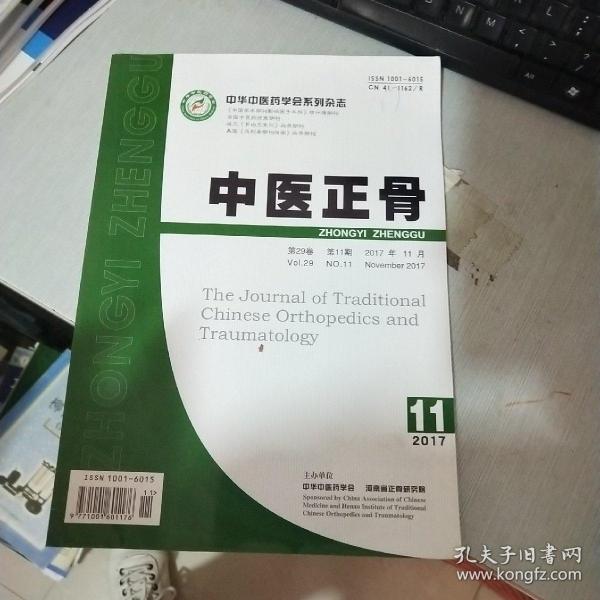 ISSN 1001-6015
CN 41-1162/R
中华中医药学会系列杂志
中医正骨
ZHONGYI ZHENGGU
第29卷 第11期 2017 年 11 月
Vol.29 NO.11 November 2017
The Journal of Traditional
Chinese Orthopedics and
Traumatology
11
2017
ZHONGYI ZHENGGU
ISSN 1001-6015
11>
9 771001 601176
主办单位
中华中医药学会 河南省正骨研究院
Sponsored by China Association of Chinese
Medicine and Henan Institute of Traditional
Chinese Orthopedics and Traumatology
孔夫子旧书网
www.kongfz.com